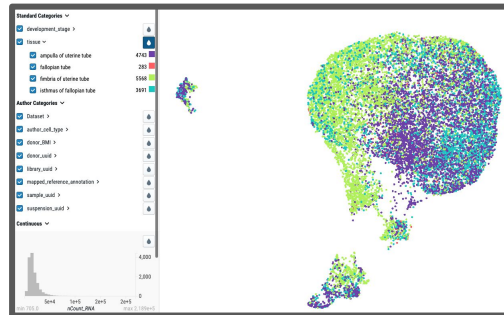 Standard Categories
development_stage >
tissue
ampulla of uterine tube 4743
fallopian tube 283
fimbria of uterine tube 5568
isthmus of fallopian tube 3691
Author Categories
Dataset >
author_cell_type >
donor_BMI >
donor_uuid >
library_uuid >
mapped_reference_annotation >
sample_uuid >
suspension_uuid >
Continuous
4,000
2,000
0
5e+4 1e+5 2e+5 2e+5
nCount_RNA